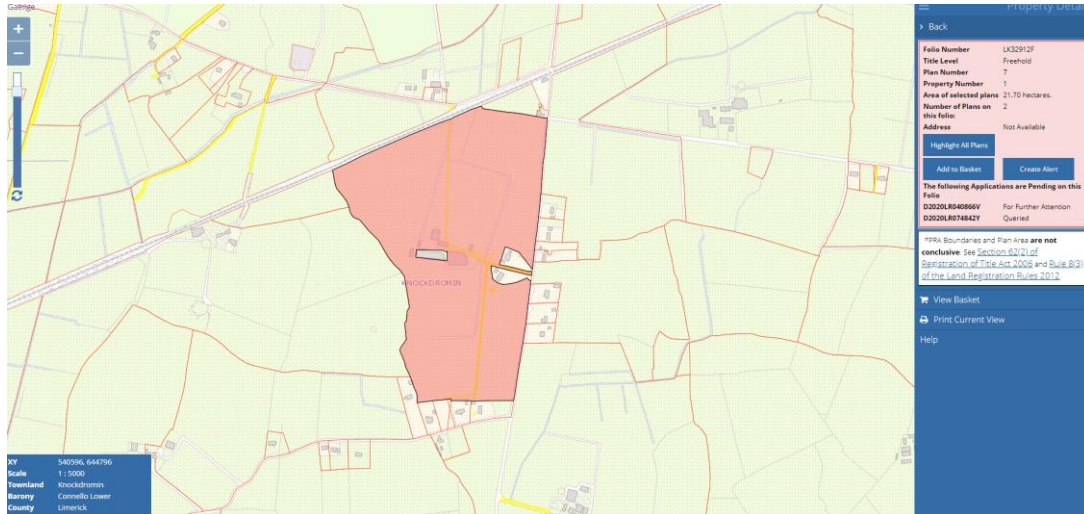 Gaeilge
+
−
KNOCKDROMIN
XY 540596, 644796
Scale 1 : 5000
Townland Knockdromin
Barony Connello Lower
County Limerick
Property Detai
> Back
Folio Number LK32912F
Title Level Freehold
Plan Number 7
Property Number 1
Area of selected plans 21.70 hectares.
Number of Plans on 2
this folio:
Address Not Available
Highlight All Plans
Add to Basket Create Alert
The following Applications are Pending on this
Folio
D2020LR040866V For Further Attention
D2020LR074842Y Queried
*PRA Boundaries and Plan Area are not
conclusive. See Section 62(2) of
Registration of Title Act 2006 and Rule 8(3)
of the Land Registration Rules 2012
View Basket
Print Current View
Help